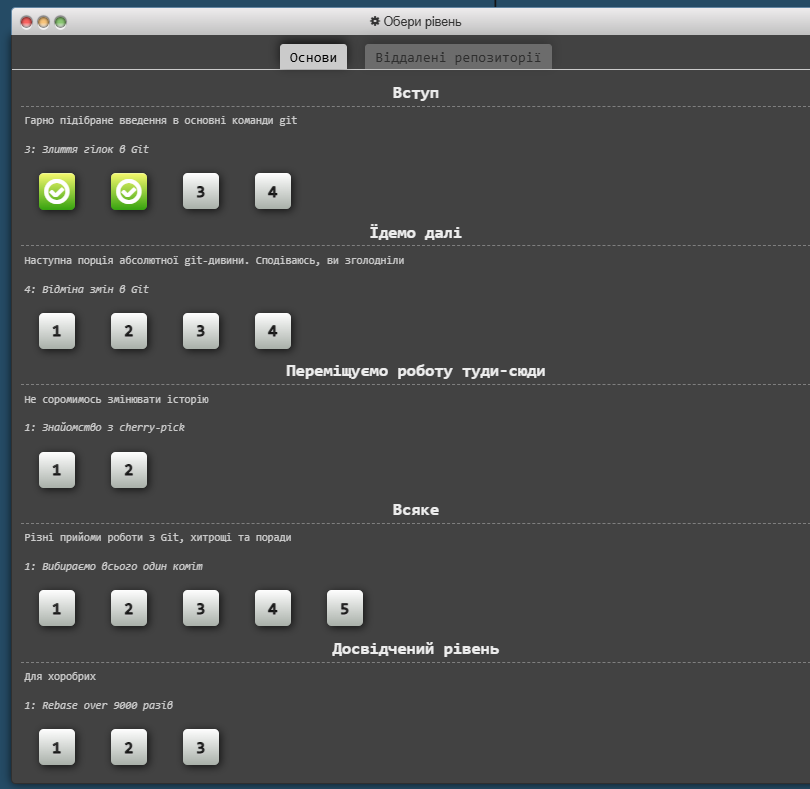 Обери рівень
Основи
Віддалені репозиторії
Вступ
Гарно підібране введення в основні команди git
3: Злиття гілок в Git
3 4
Їдемо далі
Наступна порція абсолютної git-дивини. Сподіваюсь, ви зголодніли
4: Відміна змін в Git
1 2 3 4
Переміщуємо роботу туди-сюди
Не соромимось змінювати історію
1: Знайомство з cherry-pick
1 2
Всяке
Різні прийоми роботи з Git, хитрощі та поради
1: Вибираємо всього один коміт
1 2 3 4 5
Досвідчений рівень
Для хоробрих
1: Rebase over 9000 разів
1 2 3